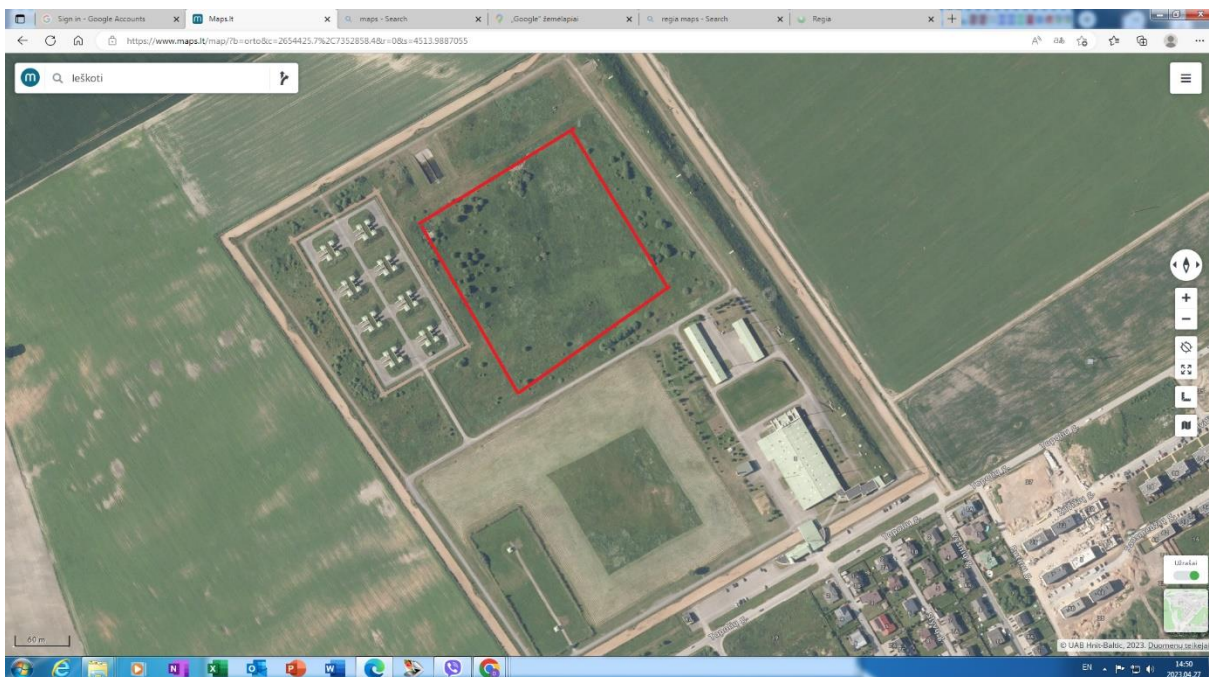 Sign in - Google Accounts
Maps.lt
maps - Search
„Google“ žemėlapiai
regia maps - Search
Regia
https://www.maps.lt/map/?b=orto&c=2654425.7%2C7352858.4&r=0&s=4513.9887055
Ieškoti
Užrašai
60 m
© UAB Hnit-Baltic, 2023. Duomenų teikėjai
EN
14:50
2023.04.27